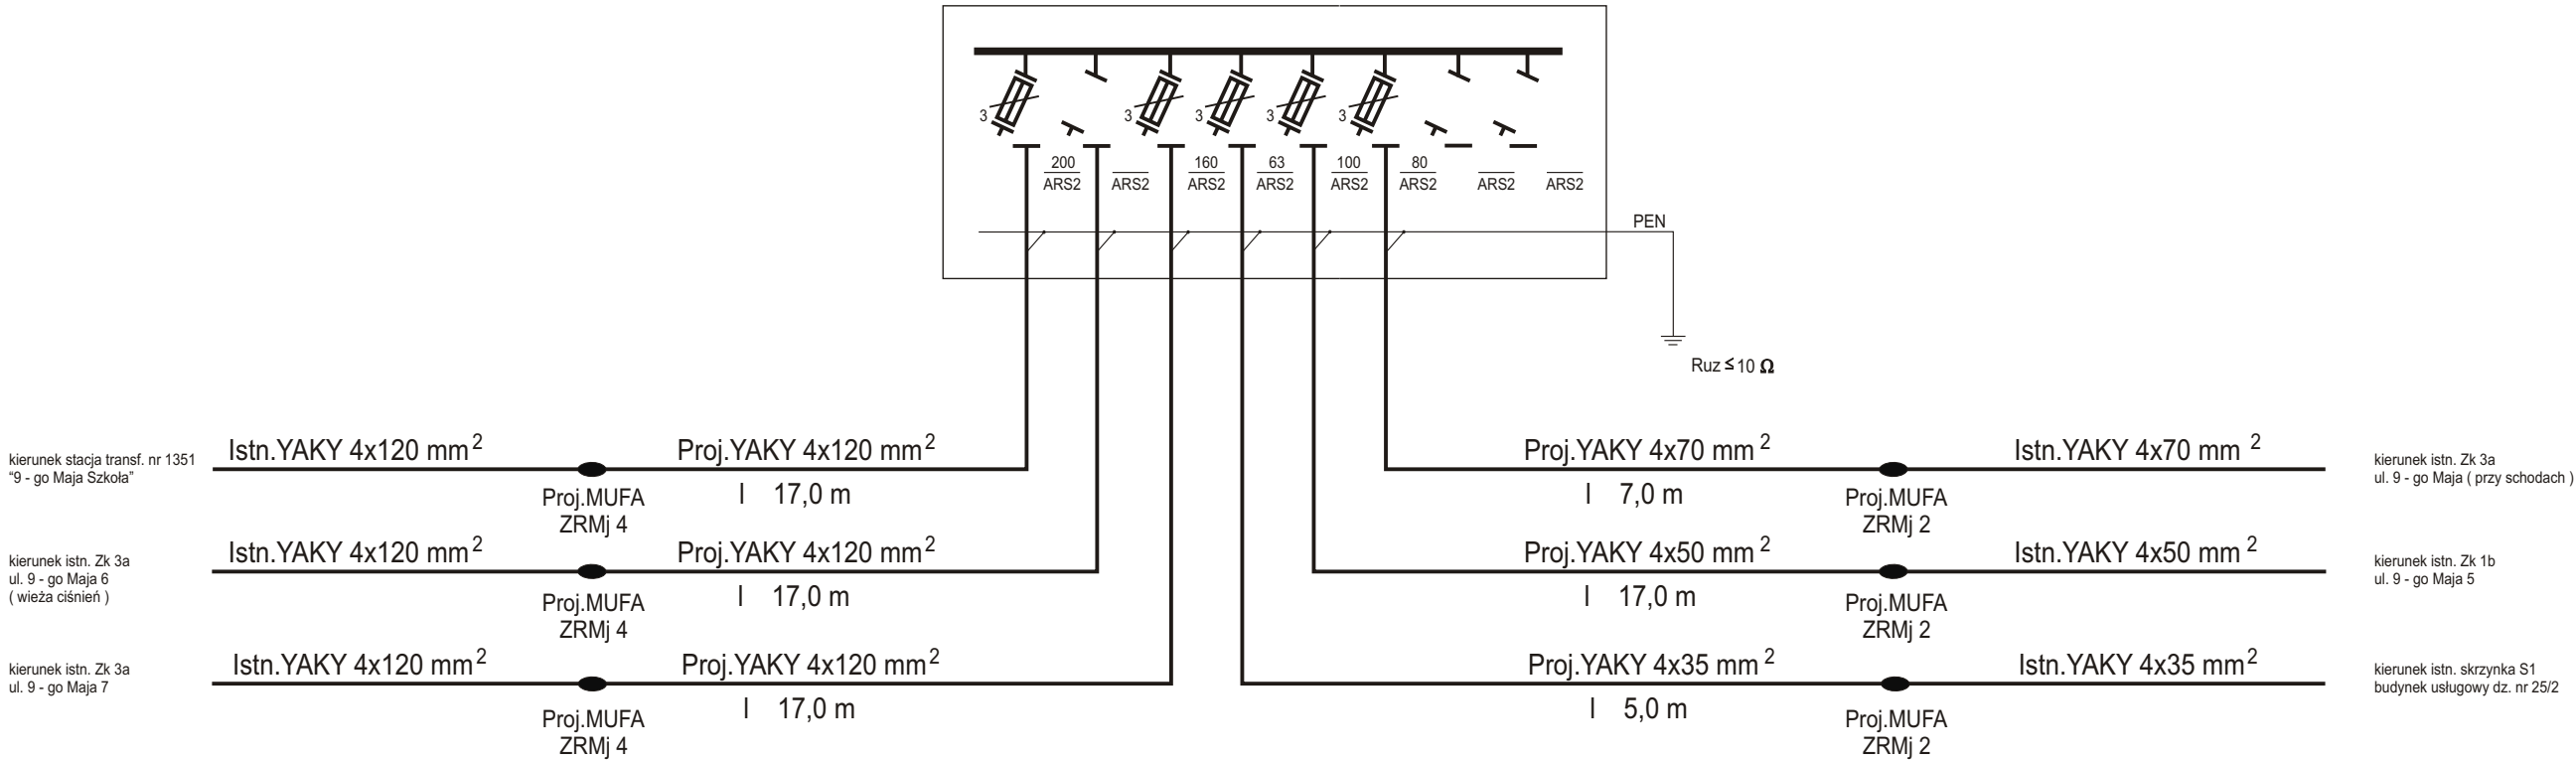 3
3
3
3
3
200
ARS2
ARS2
160
ARS2
63
ARS2
100
ARS2
80
ARS2
ARS2
ARS2
PEN
Ruz ≤ 10 Ω
kierunek stacja transf. nr 1351
“9 - go Maja Szkoła”
Istn.YAKY 4x120 mm²
Proj.MUFA
ZRMj 4
Proj.YAKY 4x120 mm²
l 17,0 m
kierunek istn. Zk 3a
ul. 9 - go Maja 6
( wieża ciśnień )
Istn.YAKY 4x120 mm²
Proj.MUFA
ZRMj 4
Proj.YAKY 4x120 mm²
l 17,0 m
kierunek istn. Zk 3a
ul. 9 - go Maja 7
Istn.YAKY 4x120 mm²
Proj.MUFA
ZRMj 4
Proj.YAKY 4x120 mm²
l 17,0 m
Proj.YAKY 4x70 mm²
l 7,0 m
Proj.MUFA
ZRMj 2
Istn.YAKY 4x70 mm²
kierunek istn. Zk 3a
ul. 9 - go Maja ( przy schodach )
Proj.YAKY 4x50 mm²
l 17,0 m
Proj.MUFA
ZRMj 2
Istn.YAKY 4x50 mm²
kierunek istn. Zk 1b
ul. 9 - go Maja 5
Proj.YAKY 4x35 mm²
l 5,0 m
Proj.MUFA
ZRMj 2
Istn.YAKY 4x35 mm²
kierunek istn. skrzynka S1
budynek usługowy dz. nr 25/2